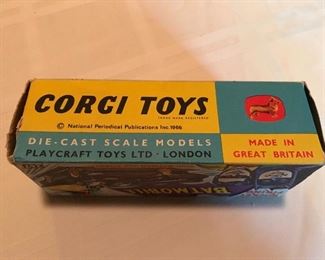 CORGI TOYS
TRADE MARK REGISTERED
© National Periodical Publications Inc. 1966
DIE-CAST SCALE MODELS
PLAYCRAFT TOYS LTD · LONDON
MADE IN
GREAT BRITAIN
BATMOBILE